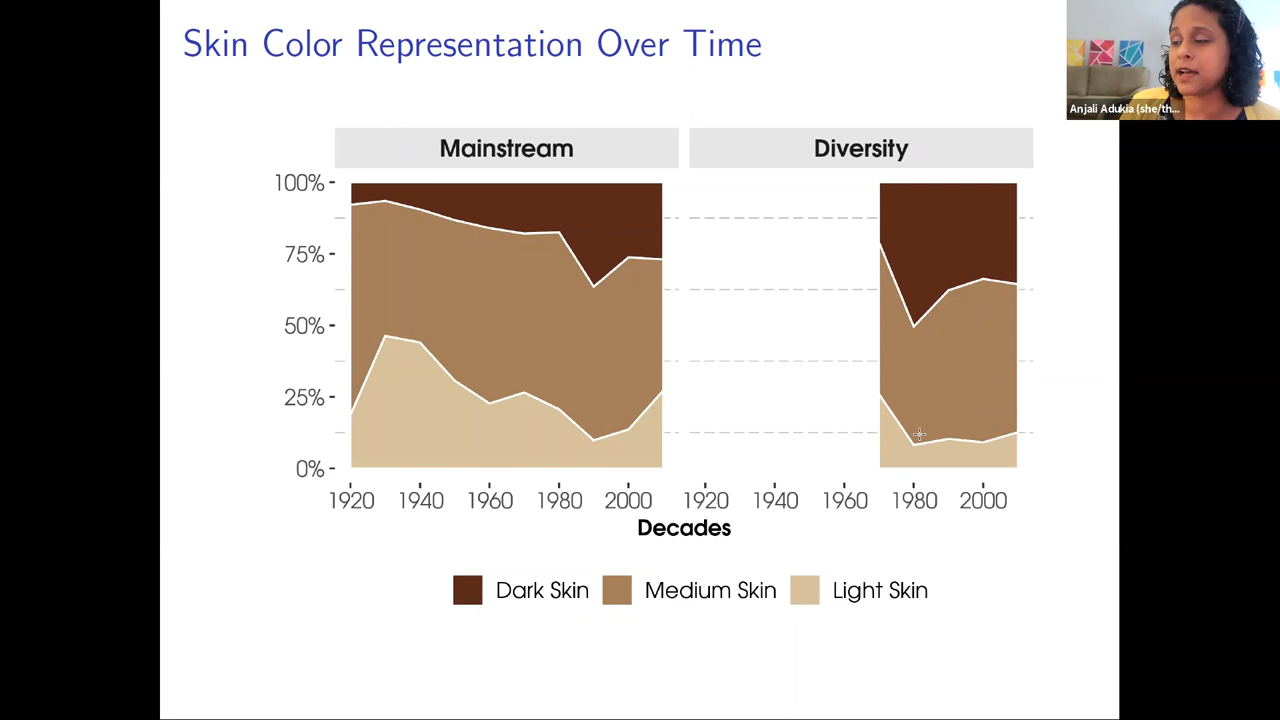 Skin Color Representation Over Time
Anjali Adukia (she/th...
Mainstream
Diversity
100%
75%
50%
25%
0%
1920 1940 1960 1980 2000 1920 1940 1960 1980 2000
Decades
Dark Skin Medium Skin Light Skin